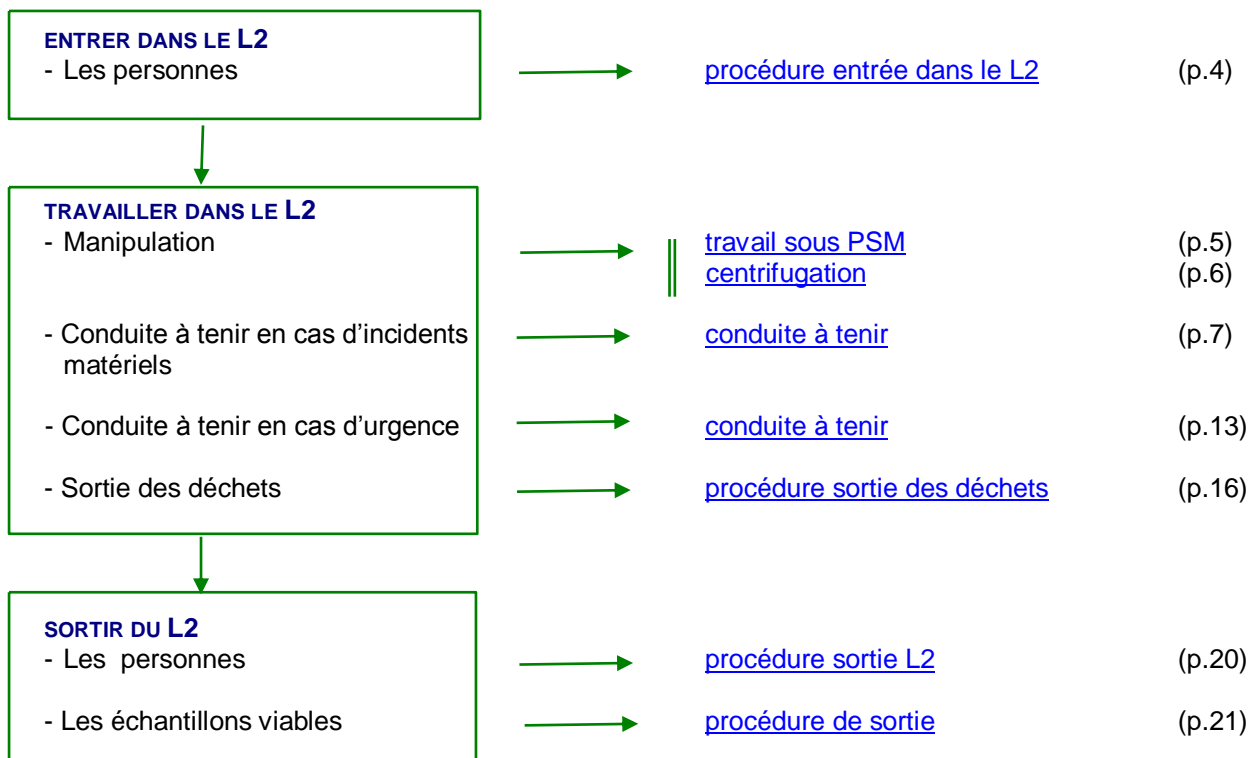 ENTRER DANS LE L2
- Les personnes procédure entrée dans le L2 (p.4)
TRAVAILLER DANS LE L2
- Manipulation travail sous PSM (p.5)
centrifugation (p.6)
- Conduite à tenir en cas d'incidents conduite à tenir (p.7)
matériels
- Conduite à tenir en cas d'urgence conduite à tenir (p.13)
- Sortie des déchets procédure sortie des déchets (p.16)
SORTIR DU L2
- Les personnes procédure sortie L2 (p.20)
- Les échantillons viables procédure de sortie (p.21)